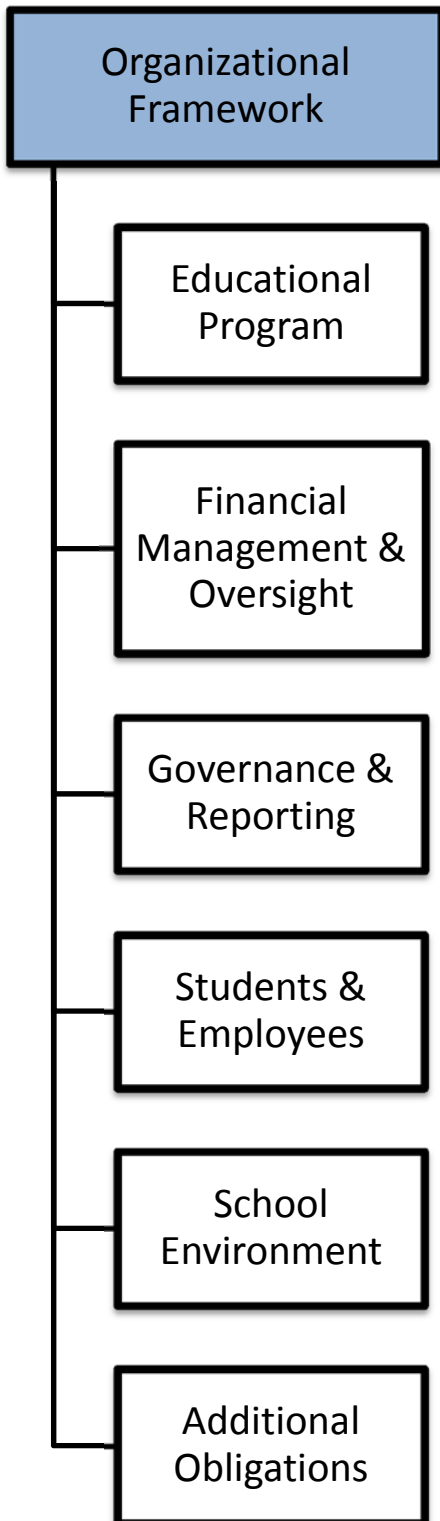 Organizational
Framework
Educational
Program
Financial
Management &
Oversight
Governance &
Reporting
Students &
Employees
School
Environment
Additional
Obligations